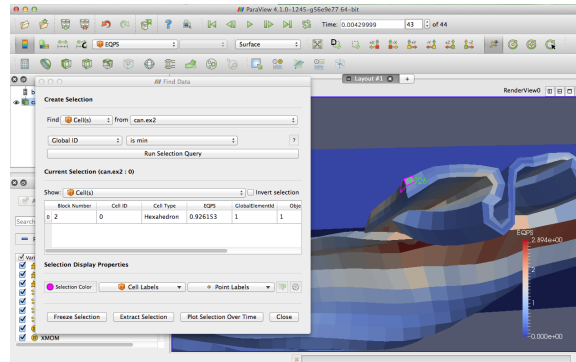 ParaView 4.1.0-1245-g56e9e77 64-bit
Time: 0.00429999 43 of 44
EQPS Surface
Layout #1
Find Data
RenderView0
Create Selection
Find Cell(s) from can.ex2
Global ID is min ?
Run Selection Query
Current Selection (can.ex2 : 0)
Show: Cell(s) Invert selection
Block Number Cell ID Cell Type EQPS GlobalElementId Obje
0 2 0 Hexahedron 0.926153 1 1
Search
Selection Display Properties
Selection Color Cell Labels Point Labels
Freeze Selection Extract Selection Plot Selection Over Time Close
XMOM
EQPS
2.894e+00
2
1
0.000e+00